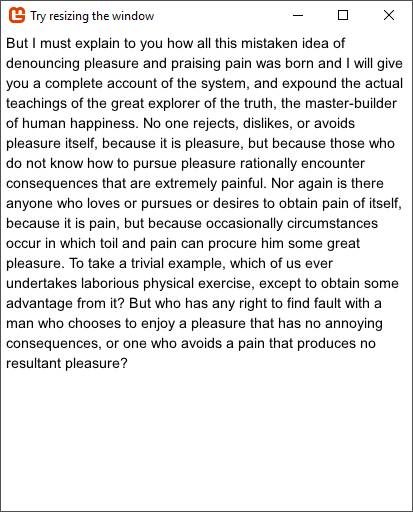 Try resizing the window
But I must explain to you how all this mistaken idea of
denouncing pleasure and praising pain was born and I will give
you a complete account of the system, and expound the actual
teachings of the great explorer of the truth, the master-builder
of human happiness. No one rejects, dislikes, or avoids
pleasure itself, because it is pleasure, but because those who
do not know how to pursue pleasure rationally encounter
consequences that are extremely painful. Nor again is there
anyone who loves or pursues or desires to obtain pain of itself,
because it is pain, but because occasionally circumstances
occur in which toil and pain can procure him some great
pleasure. To take a trivial example, which of us ever
undertakes laborious physical exercise, except to obtain some
advantage from it? But who has any right to find fault with a
man who chooses to enjoy a pleasure that has no annoying
consequences, or one who avoids a pain that produces no
resultant pleasure?